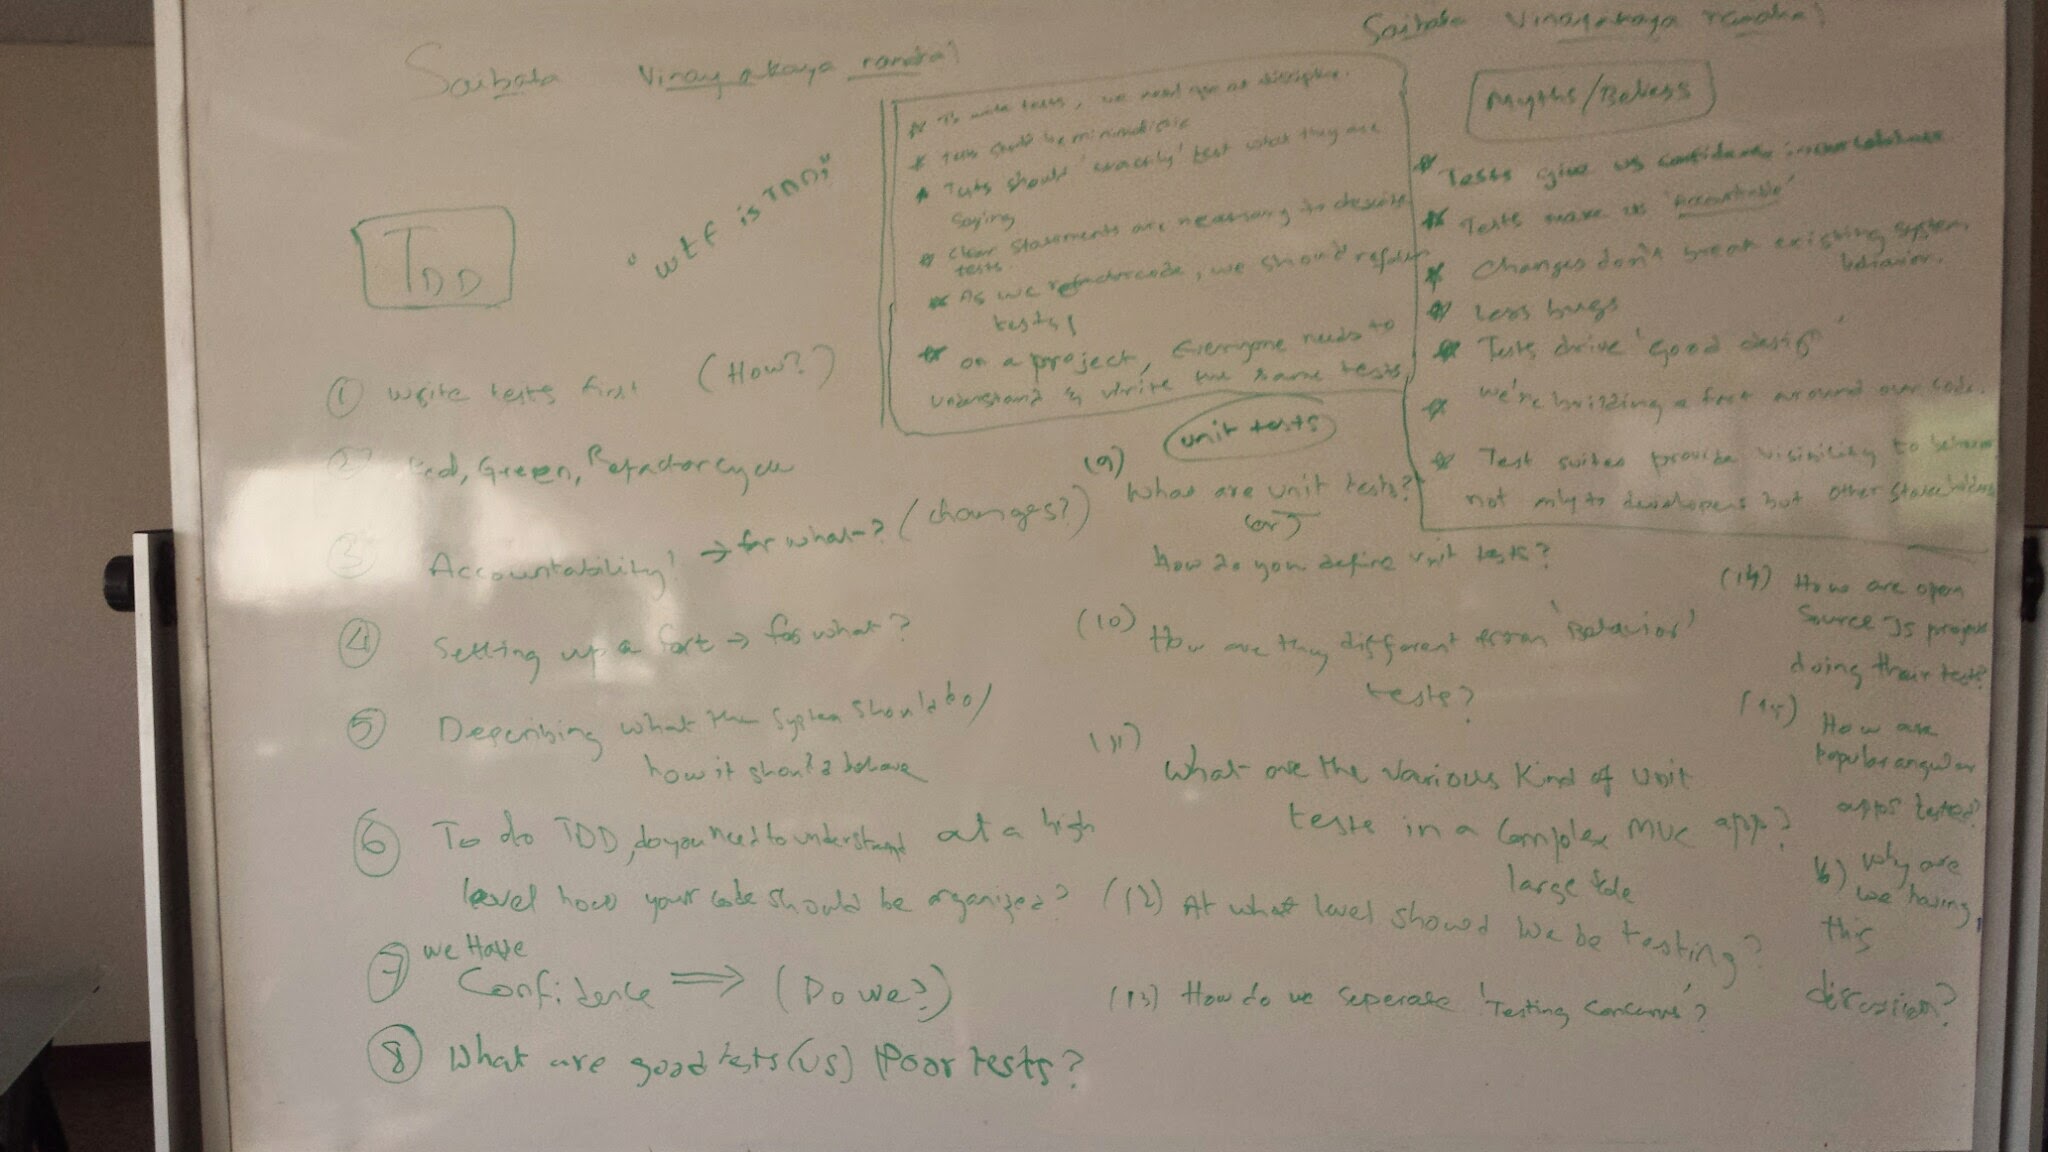 Saibaba Vinayakaya
Saibaba Vinayakaya
TDD
"wtf is TDD?"
① Write tests first (How?)
② Red, Green, Refactor cycle
③ Accountability! → for what? (changes?)
④ Setting up a fort → for what?
⑤ Describing what the system should do/
how it should behave
⑥ To do TDD, do you need to understand at a high
level how your code should be organized?
⑦ we Have
Confidence ⟹ (Do we?)
⑧ What are good tests (vs) Poor tests?
* To write tests, we need
* Tests should be minimalistic
* Tests should 'exactly' test what they are
saying
* Clear statements are necessary to describe
tests.
* As we refactor code, we should refactor
tests!
* on a project, Everyone needs to
understand & write the same tests
unit tests
(9) What are unit tests?
(or)
how do you define unit tests?
(10) How are they different from 'Behavior'
tests?
(11) What are the various kind of unit
tests in a complex MVC app?
large scale
(12) At what level should we be testing?
(13) How do we seperate 'Testing concerns'?
Myths/Beliefs
* Tests give us confidence
* Tests make us 'Accountable'
* Changes don't break existing system
behavior.
* Less bugs
* Tests drive 'good design'
* we're building a fort around our code.
* Test suites provide visibility to behavior
not only to developers but other stakeholders
(14) How are open
source JS projects
doing their tests?
(15) How are
popular angular
apps tested?
16) Why are
we having
this
discussion?